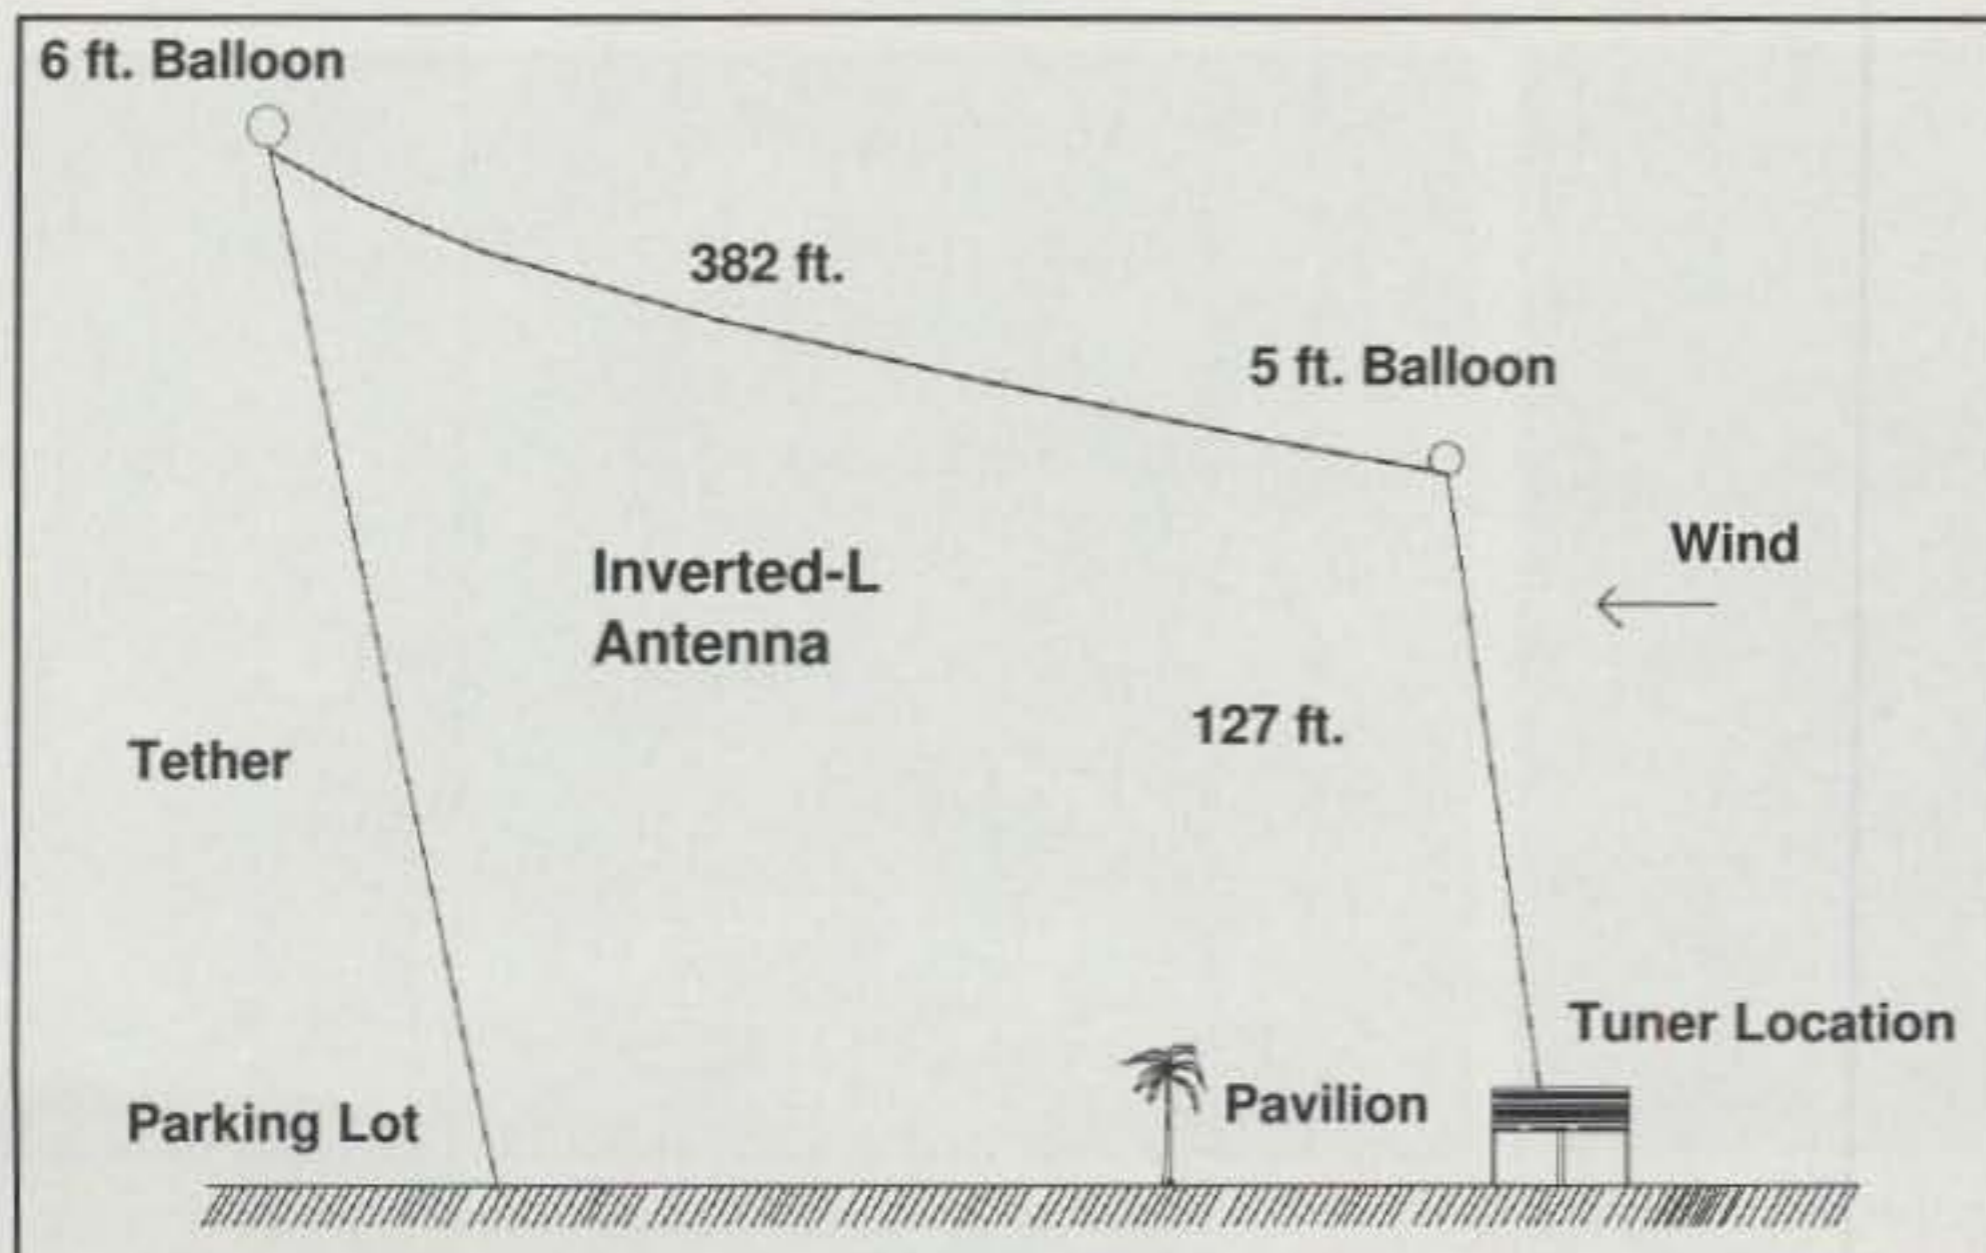 6 ft. Balloon
382 ft.
5 ft. Balloon
Wind
Inverted-L
Antenna
127 ft.
Tether
Tuner Location
Pavilion
Parking Lot